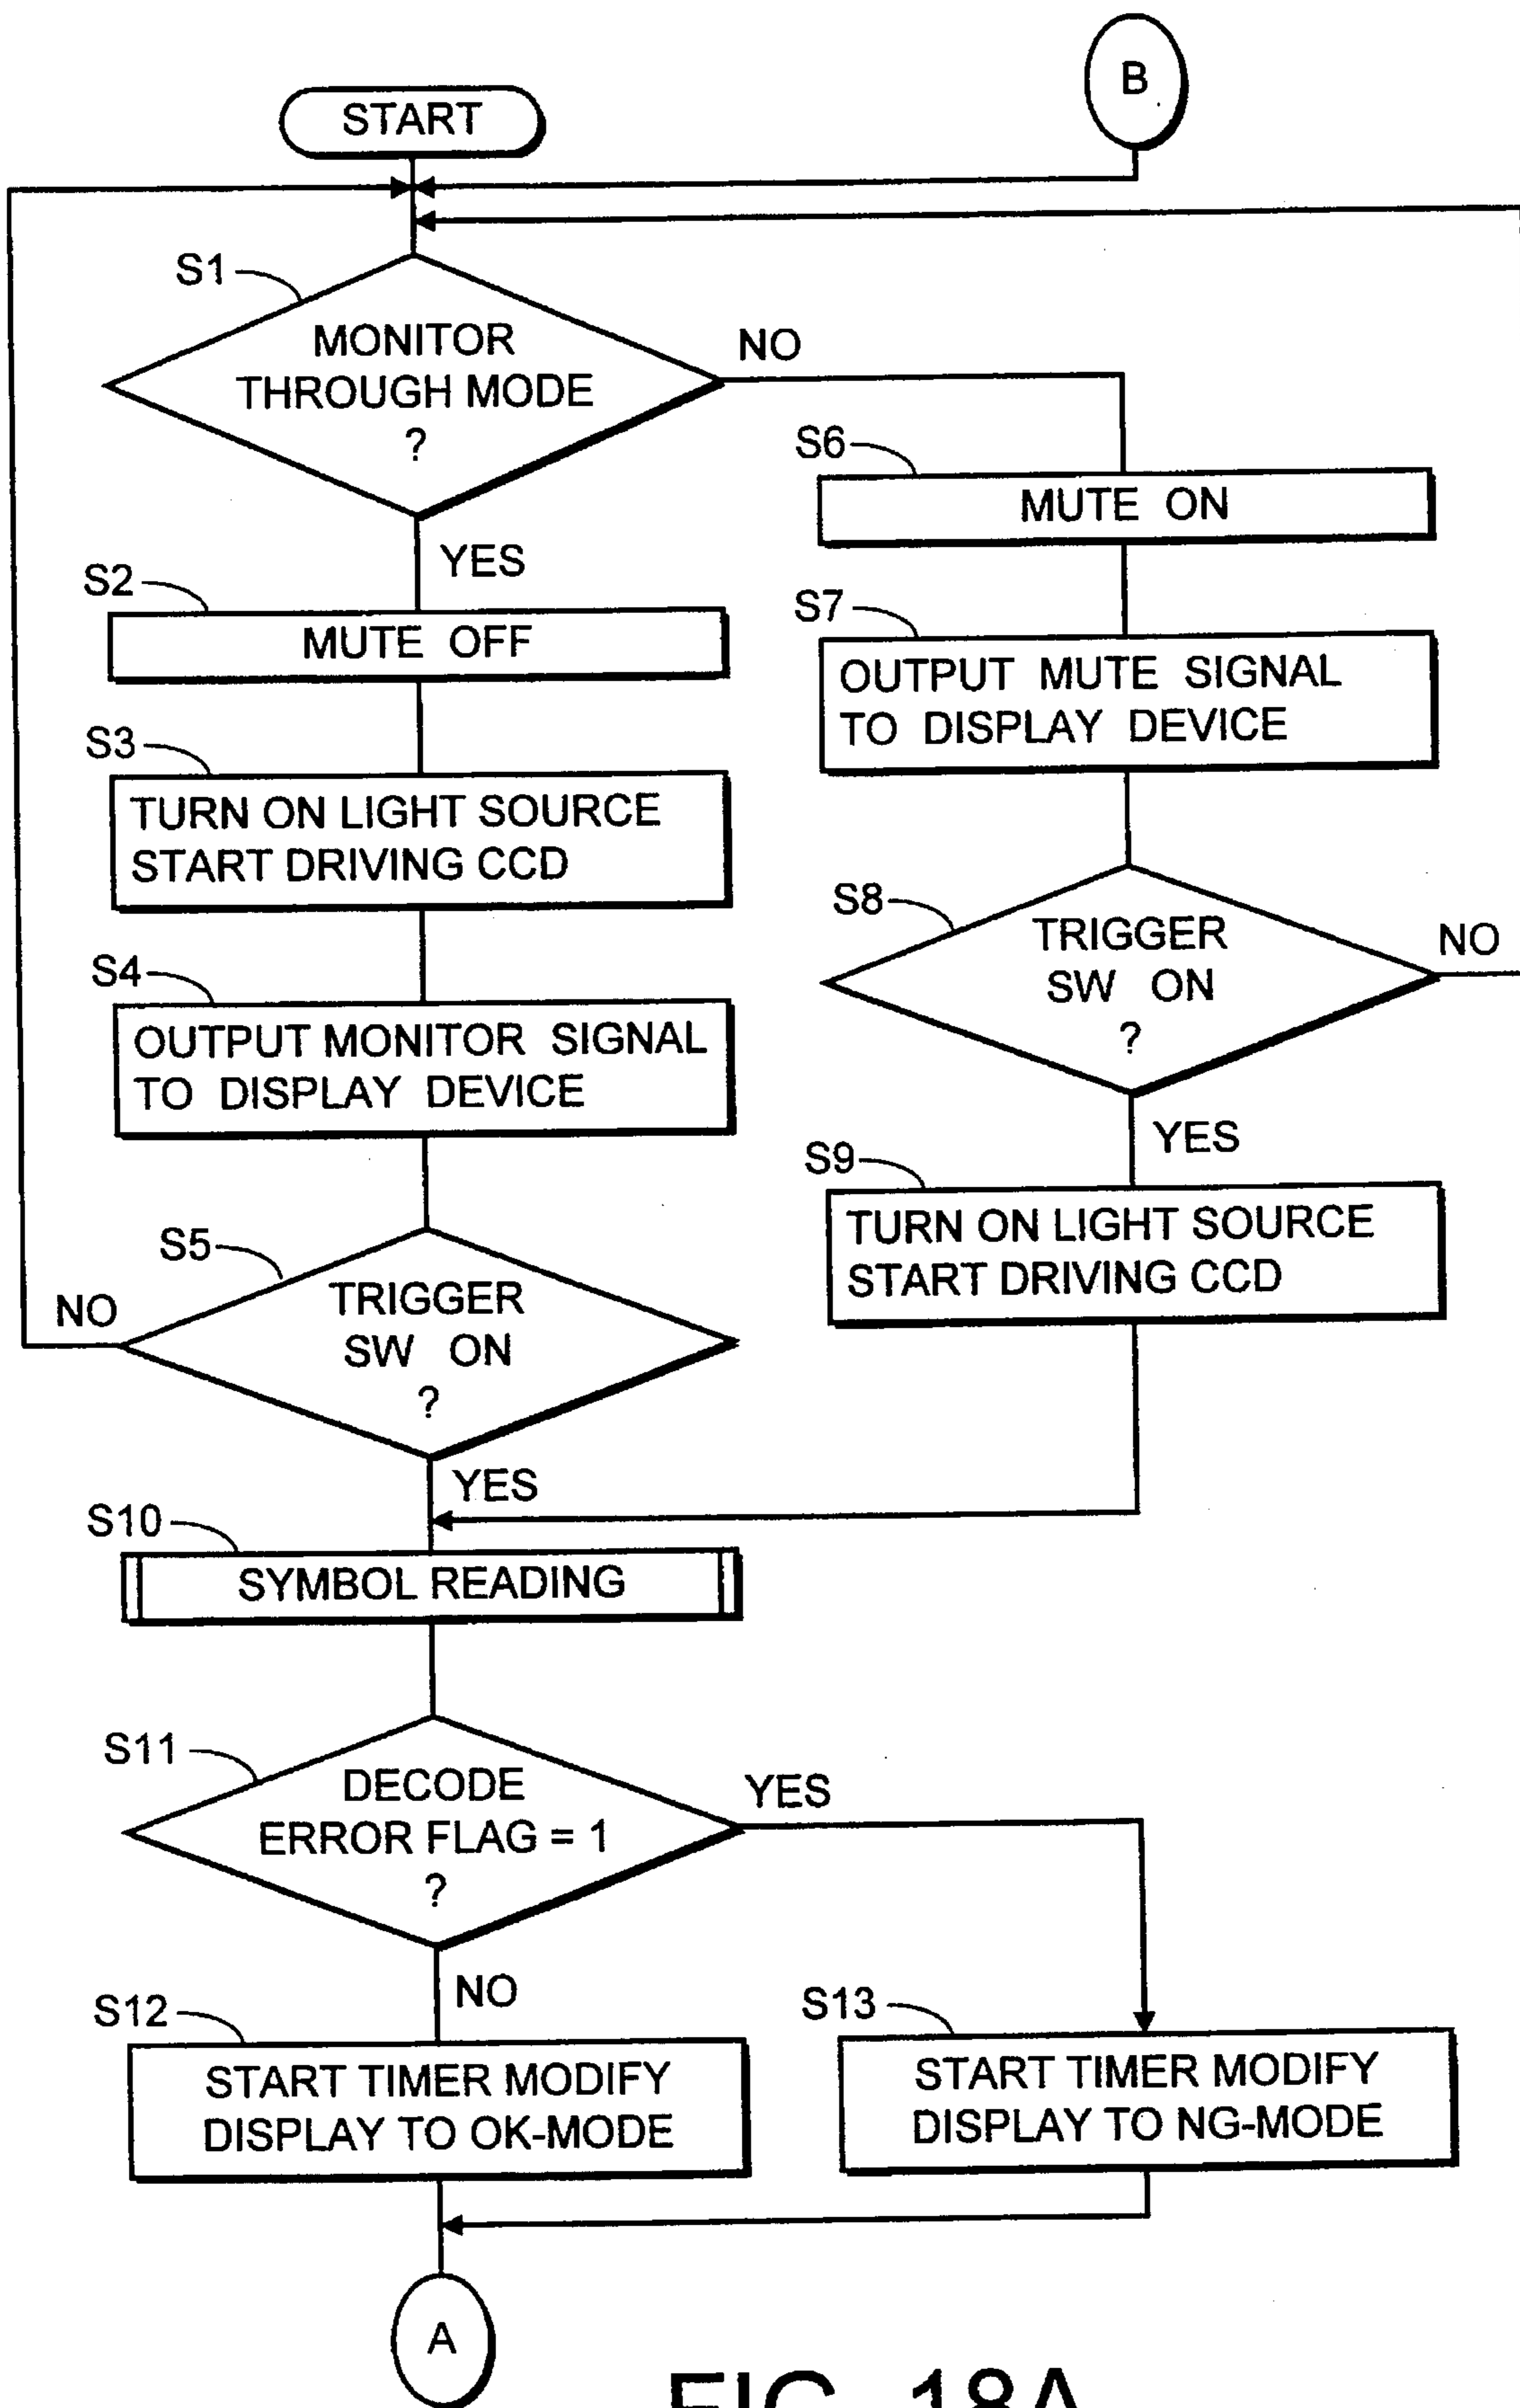 B
START
S1
MONITOR
THROUGH MODE
?
NO
YES
S2
MUTE OFF
S3
TURN ON LIGHT SOURCE
START DRIVING CCD
S4
OUTPUT MONITOR SIGNAL
TO DISPLAY DEVICE
S5
TRIGGER
SW ON
?
NO
YES
S6
MUTE ON
S7
OUTPUT MUTE SIGNAL
TO DISPLAY DEVICE
S8
TRIGGER
SW ON
?
NO
YES
S9
TURN ON LIGHT SOURCE
START DRIVING CCD
S10
SYMBOL READING
S11
DECODE
ERROR FLAG = 1
?
YES
NO
S12
START TIMER MODIFY
DISPLAY TO OK-MODE
S13
START TIMER MODIFY
DISPLAY TO NG-MODE
A
FIG. 18A